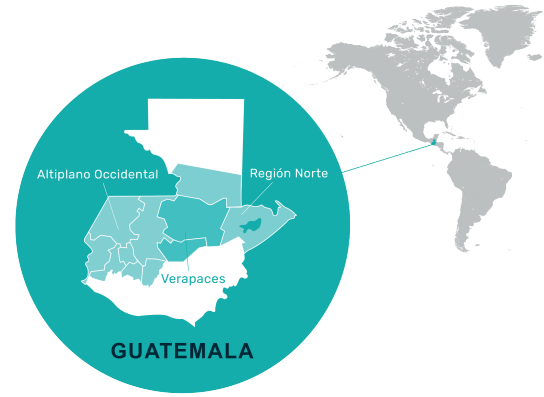 Altiplano Occidental
Región Norte
Verapaces
GUATEMALA